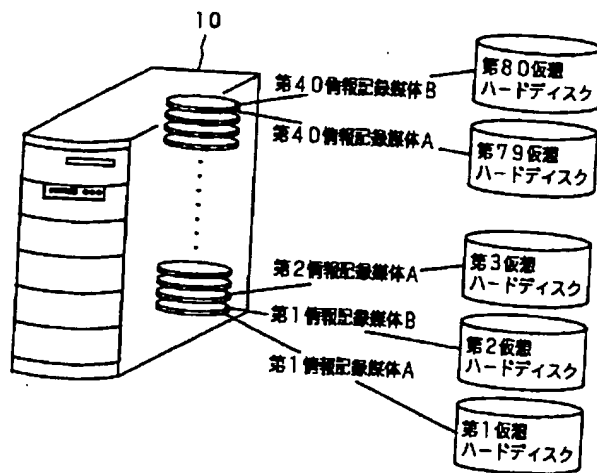 10
第40情報記録媒体B
第80仮想
ハードディスク
第40情報記録媒体A
第79仮想
ハードディスク
第2情報記録媒体A
第3仮想
ハードディスク
第1情報記録媒体B
第2仮想
ハードディスク
第1情報記録媒体A
第1仮想
ハードディスク